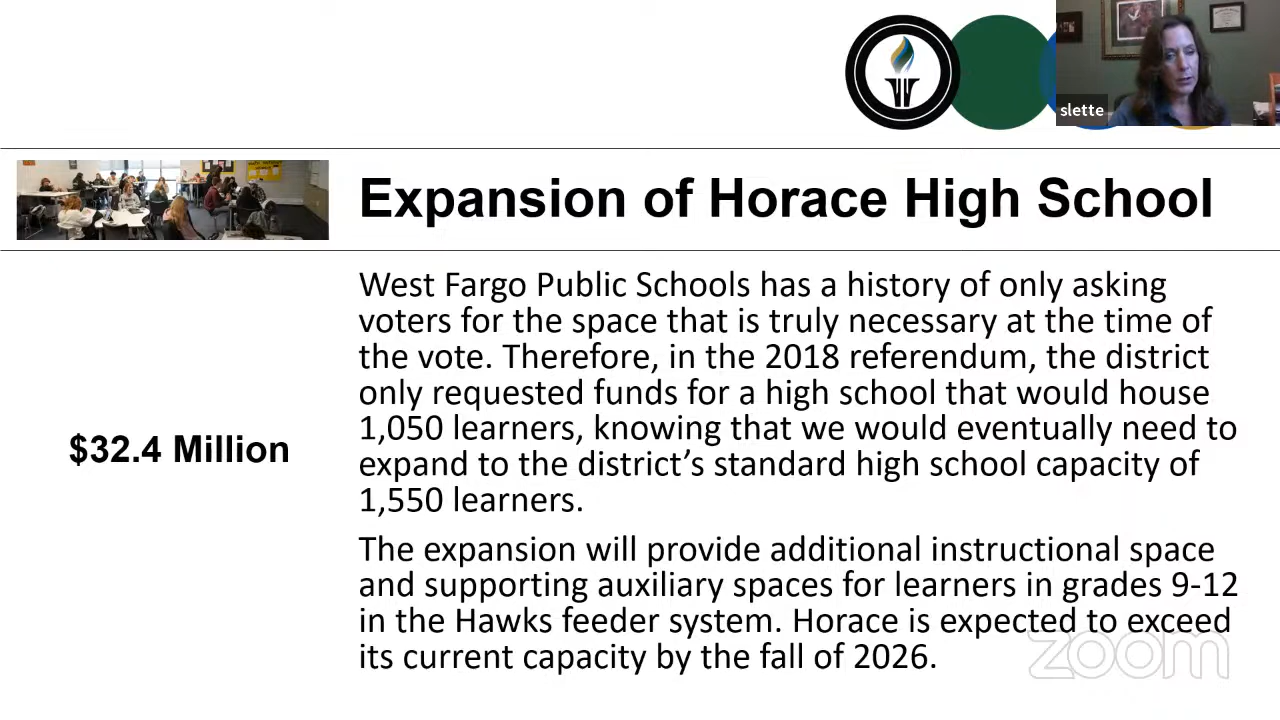 slette
Expansion of Horace High School
$32.4 Million
West Fargo Public Schools has a history of only asking
voters for the space that is truly necessary at the time of
the vote. Therefore, in the 2018 referendum, the district
only requested funds for a high school that would house
1,050 learners, knowing that we would eventually need to
expand to the district’s standard high school capacity of
1,550 learners.
The expansion will provide additional instructional space
and supporting auxiliary spaces for learners in grades 9-12
in the Hawks feeder system. Horace is expected to exceed
its current capacity by the fall of 2026.
zoom